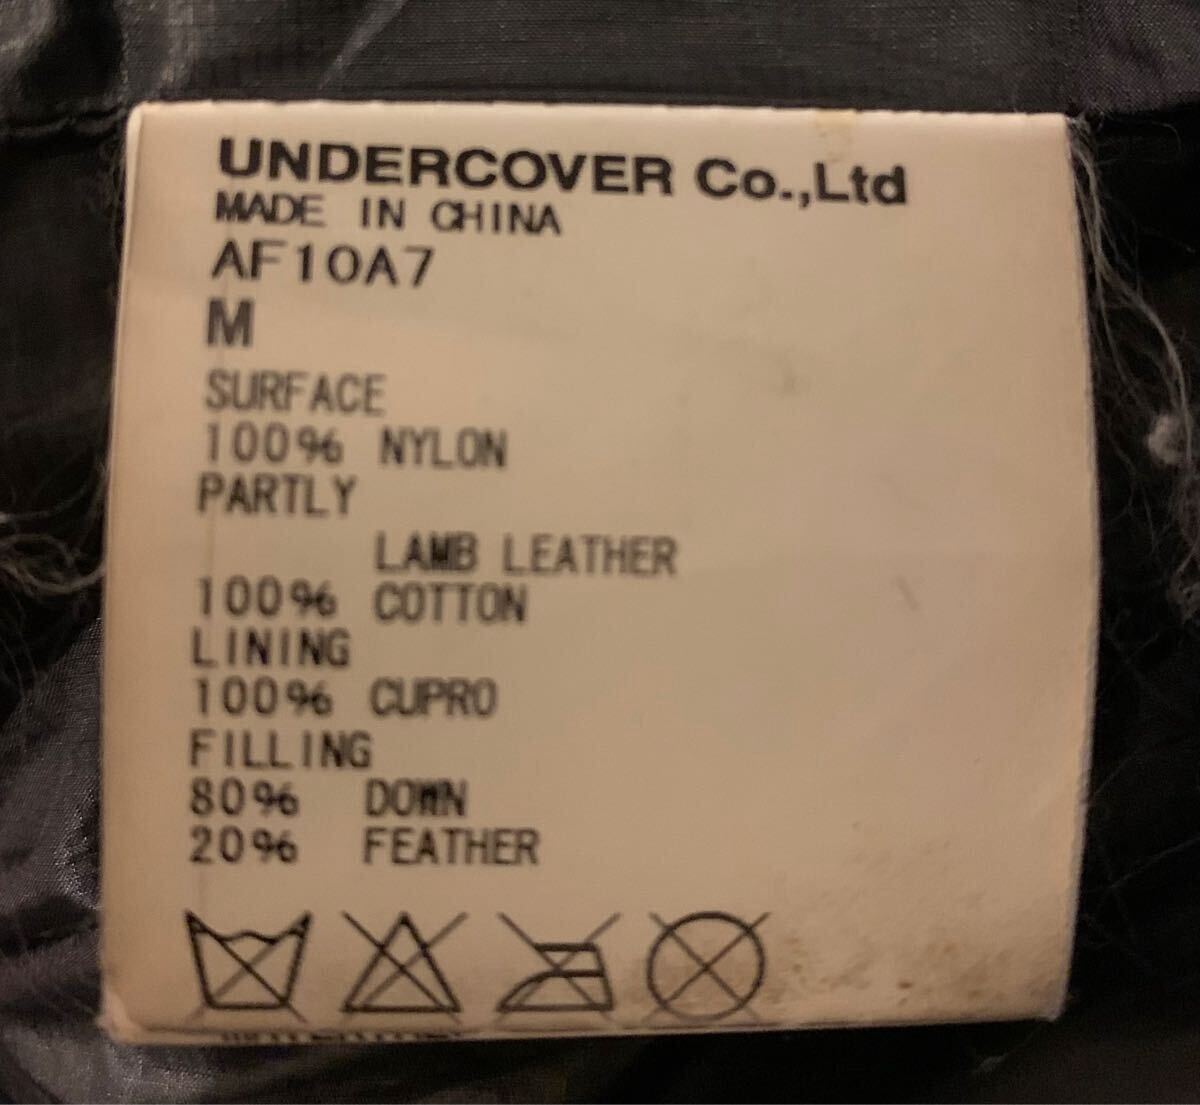 UNDERCOVER Co.,Ltd
MADE IN CHINA
AF10A7
M
SURFACE
100% NYLON
PARTLY
LAMB LEATHER
100% COTTON
LINING
100% CUPRO
FILLING
80% DOWN
20% FEATHER